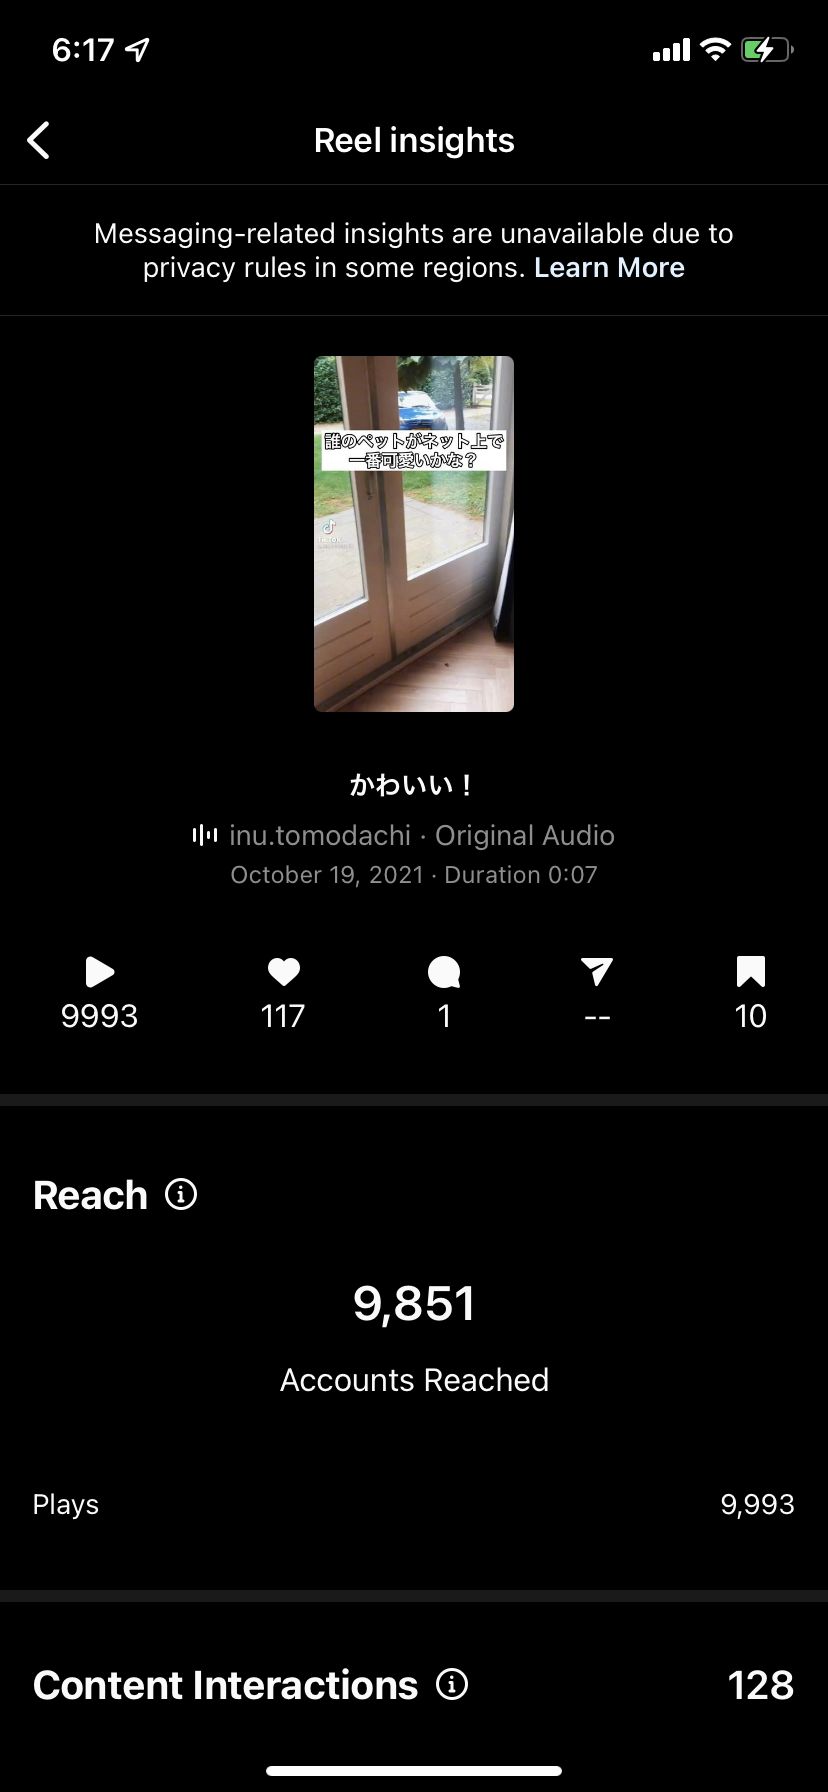 6:17
Reel insights
Messaging-related insights are unavailable due to
privacy rules in some regions. Learn More
誰のペットがネット上で
一番可愛いかな？
かわいい！
inu.tomodachi · Original Audio
October 19, 2021 · Duration 0:07
9993 117 1 -- 10
Reach
9,851
Accounts Reached
Plays 9,993
Content Interactions 128